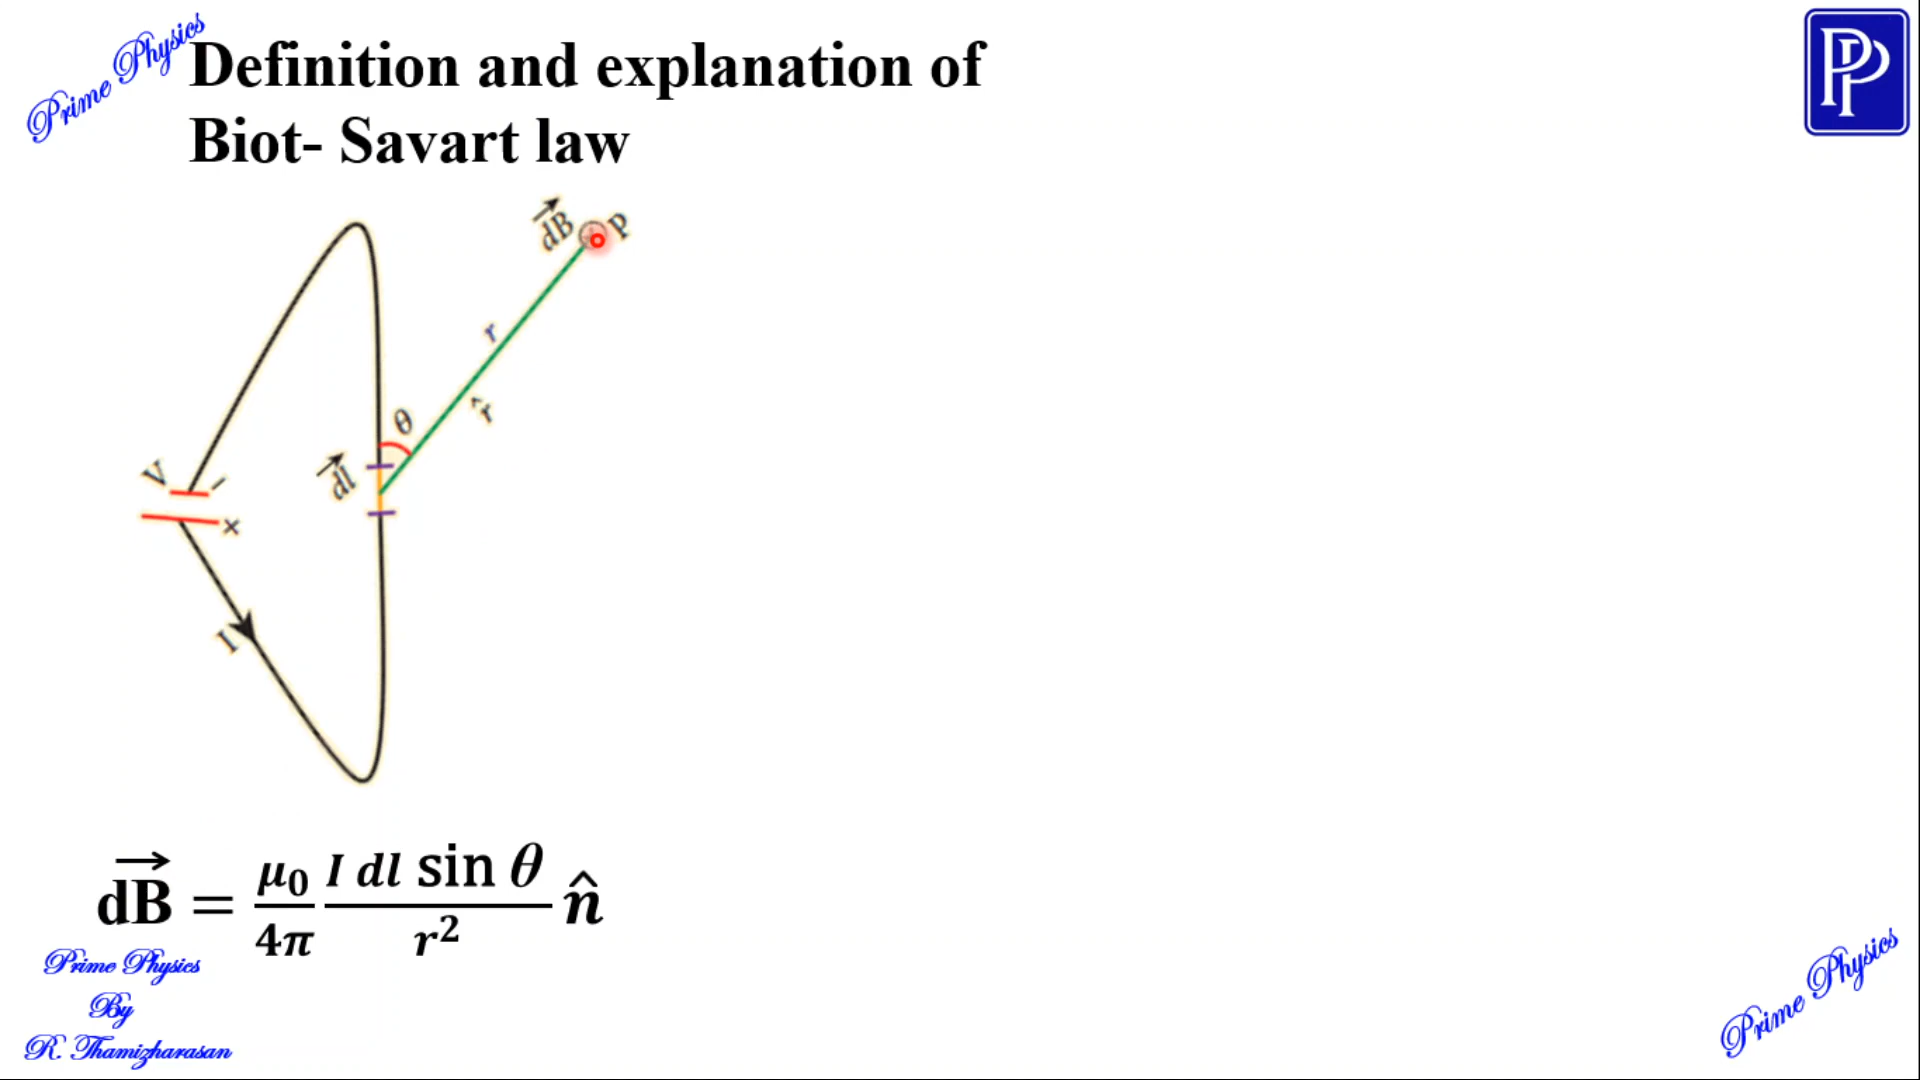 Prime Physics
Definition and explanation of
Biot- Savart law
PP
dB⃗ P
r
r̂
θ
dl⃗
V -
+
I
dB⃗ = μ₀/4π I dl sin θ/r² n̂
Prime Physics
By
R. Thamizharasan
Prime Physics